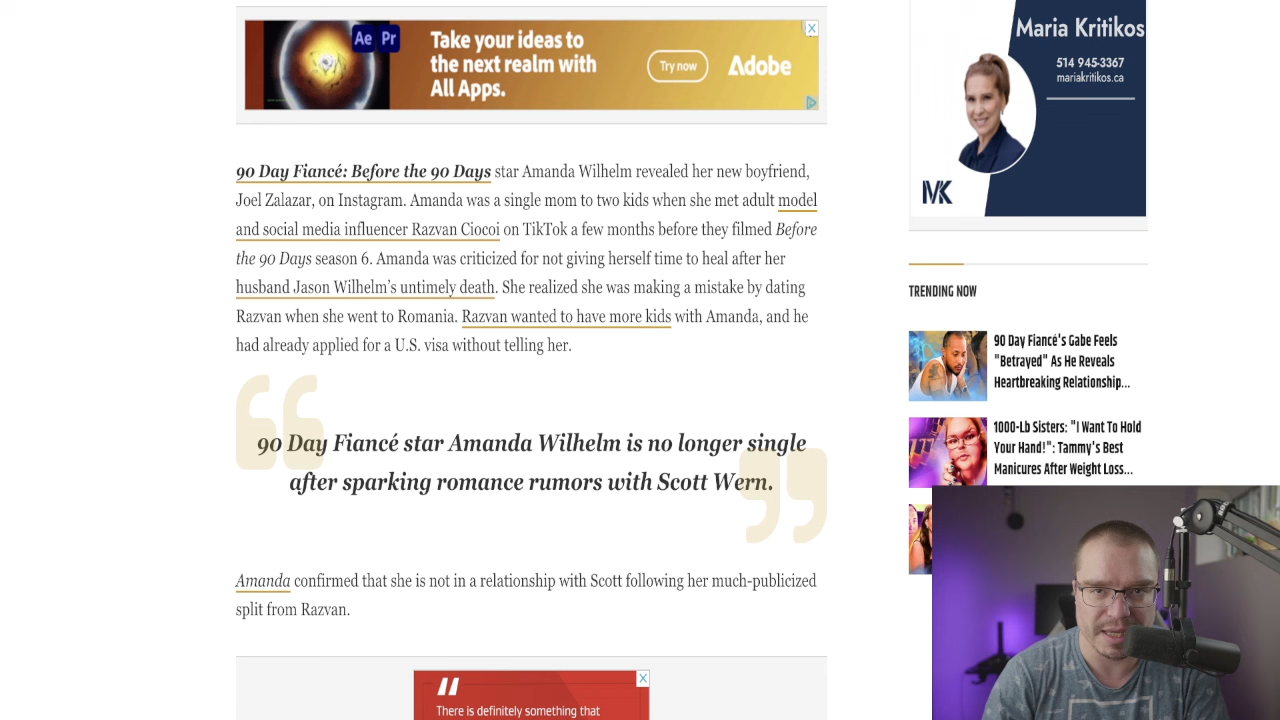 Ae Pr
Take your ideas to
the next realm with
All Apps.
Try now
Adobe
90 Day Fiancé: Before the 90 Days star Amanda Wilhelm revealed her new boyfriend,
Joel Zalazar, on Instagram. Amanda was a single mom to two kids when she met adult model
and social media influencer Razvan Ciocoi on TikTok a few months before they filmed Before
the 90 Days season 6. Amanda was criticized for not giving herself time to heal after her
husband Jason Wilhelm’s untimely death. She realized she was making a mistake by dating
Razvan when she went to Romania. Razvan wanted to have more kids with Amanda, and he
had already applied for a U.S. visa without telling her.
90 Day Fiancé star Amanda Wilhelm is no longer single
after sparking romance rumors with Scott Wern.
Amanda confirmed that she is not in a relationship with Scott following her much-publicized
split from Razvan.
There is definitely something that
Maria Kritikos
514 945-3367
mariakritikos.ca
MK
TRENDING NOW
90 Day Fiancé's Gabe Feels
"Betrayed" As He Reveals
Heartbreaking Relationship...
1000-Lb Sisters: "I Want To Hold
Your Hand!": Tammy's Best
Manicures After Weight Loss...